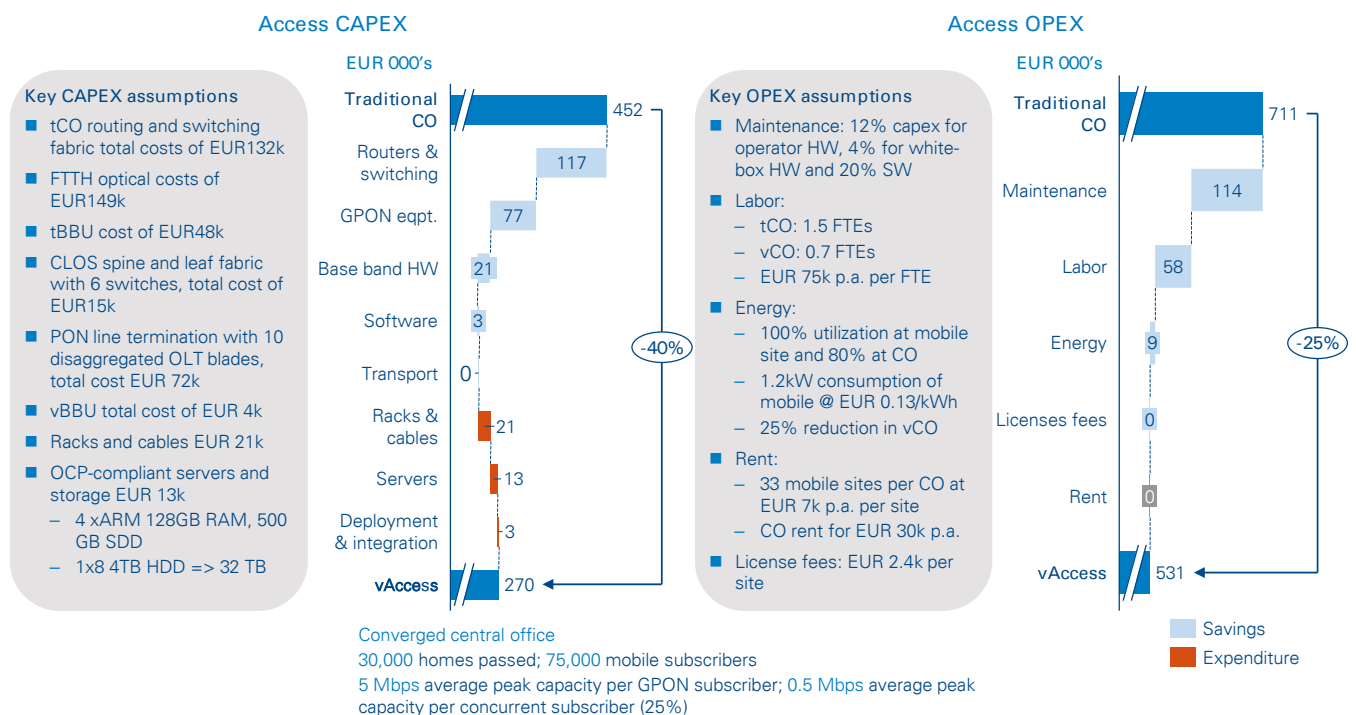 Access CAPEX
Access OPEX
EUR 000's
Key CAPEX assumptions
■ tCO routing and switching
fabric total costs of EUR132k
■ FTTH optical costs of
EUR149k
■ tBBU cost of EUR48k
■ CLOS spine and leaf fabric
with 6 switches, total cost of
EUR15k
■ PON line termination with 10
disaggregated OLT blades,
total cost EUR 72k
■ vBBU total cost of EUR 4k
■ Racks and cables EUR 21k
■ OCP-compliant servers and
storage EUR 13k
– 4 xARM 128GB RAM, 500
GB SDD
– 1x8 4TB HDD => 32 TB
Traditional
CO
452
Routers &
switching
117
GPON eqpt.
77
Base band HW
21
Software
3
Transport
0
Racks &
cables
21
Servers
13
Deployment
& integration
3
vAccess
270
-40%
EUR 000's
Key OPEX assumptions
■ Maintenance: 12% capex for
operator HW, 4% for white-
box HW and 20% SW
■ Labor:
– tCO: 1.5 FTEs
– vCO: 0.7 FTEs
– EUR 75k p.a. per FTE
■ Energy:
– 100% utilization at mobile
site and 80% at CO
– 1.2kW consumption of
mobile @ EUR 0.13/kWh
– 25% reduction in vCO
■ Rent:
– 33 mobile sites per CO at
EUR 7k p.a. per site
– CO rent for EUR 30k p.a.
■ License fees: EUR 2.4k per
site
Traditional
CO
711
Maintenance
114
Labor
58
Energy
9
Licenses fees
0
Rent
0
vAccess
531
-25%
Savings
Expenditure
Converged central office
30,000 homes passed; 75,000 mobile subscribers
5 Mbps average peak capacity per GPON subscriber; 0.5 Mbps average peak
capacity per concurrent subscriber (25%)